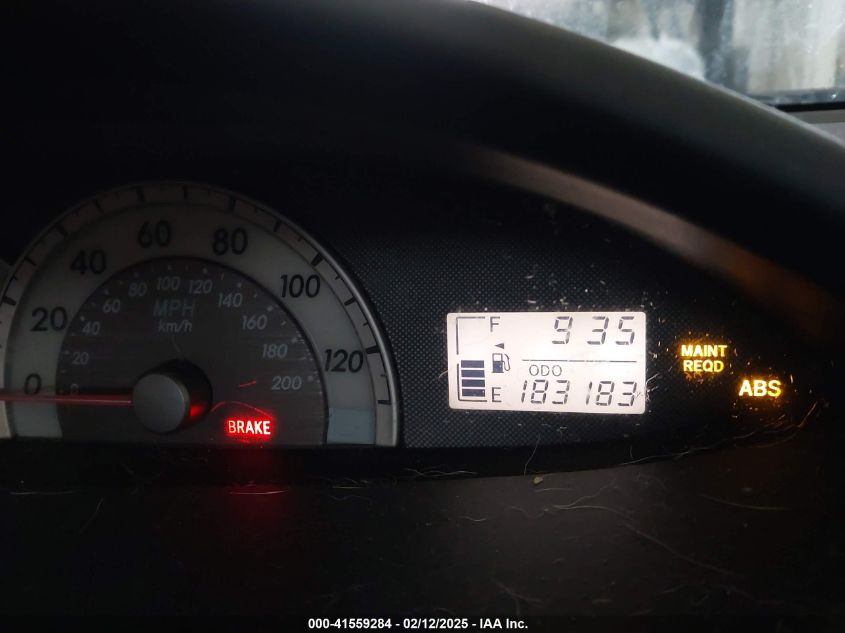 0 20 40 60 80 100 120
0 20 40 60 80 100 120 140 160 180 200
MPH
km/h
BRAKE
F 935
ODO
E 183183
MAINT
REQD
ABS
000-41559284 - 02/12/2025 - IAA Inc.